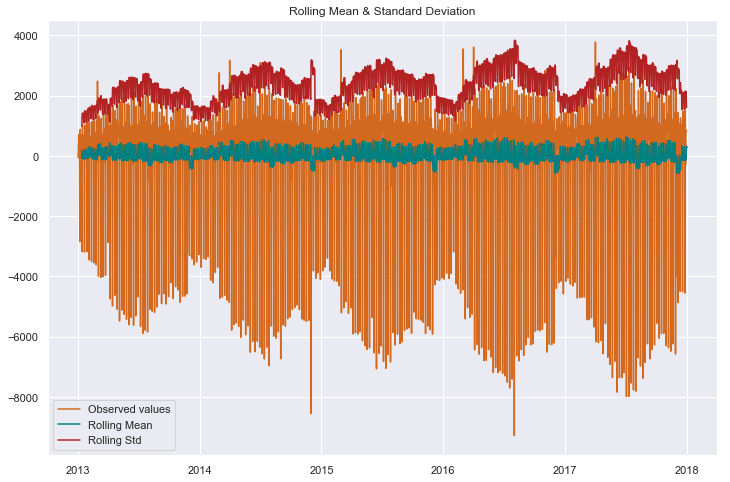 Rolling Mean & Standard Deviation
4000
2000
0
−2000
−4000
−6000
−8000
Observed values
Rolling Mean
Rolling Std
2013 2014 2015 2016 2017 2018